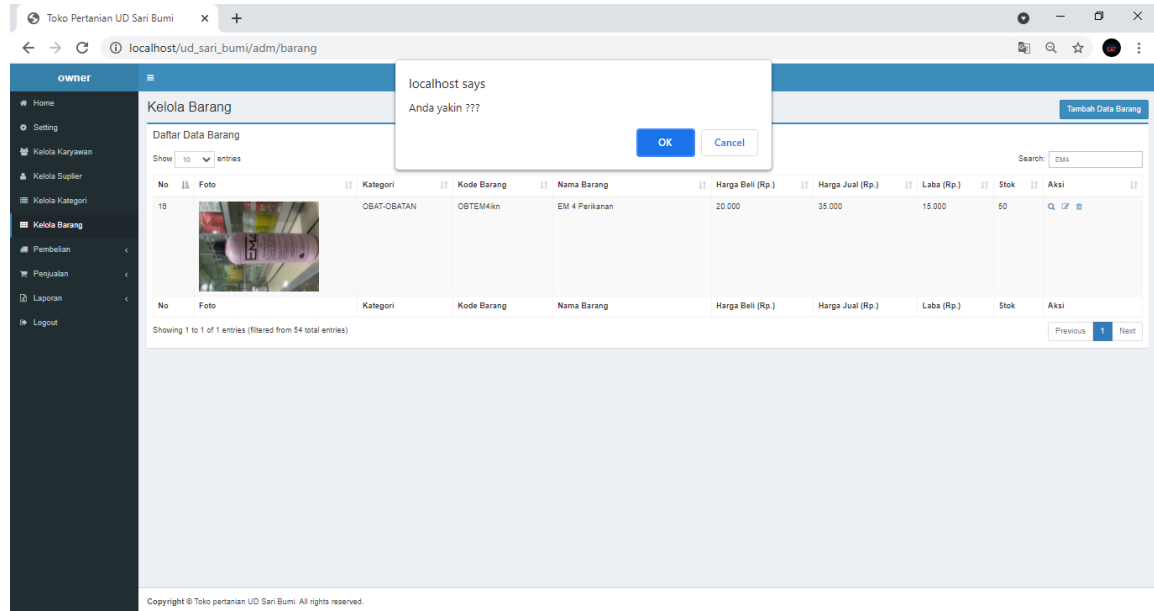 Toko Pertanian UD Sari Bumi
localhost/ud_sari_bumi/adm/barang
owner
localhost says
Anda yakin ???
OK Cancel
Home
Setting
Kelola Karyawan
Kelola Suplier
Kelola Kategori
Kelola Barang
Pembelian
Penjualan
Laporan
Logout
Kelola Barang
Tambah Data Barang
Daftar Data Barang
Show 10 entries
Search: EM4
No Foto Kategori Kode Barang Nama Barang Harga Beli (Rp.) Harga Jual (Rp.) Laba (Rp.) Stok Aksi
16 OBAT-OBATAN OBTEM4ikn EM 4 Perikanan 20.000 35.000 15.000 50
EM4
No Foto Kategori Kode Barang Nama Barang Harga Beli (Rp.) Harga Jual (Rp.) Laba (Rp.) Stok Aksi
Showing 1 to 1 of 1 entries (filtered from 54 total entries)
Previous 1 Next
Copyright © Toko pertanian UD Sari Bumi. All rights reserved.